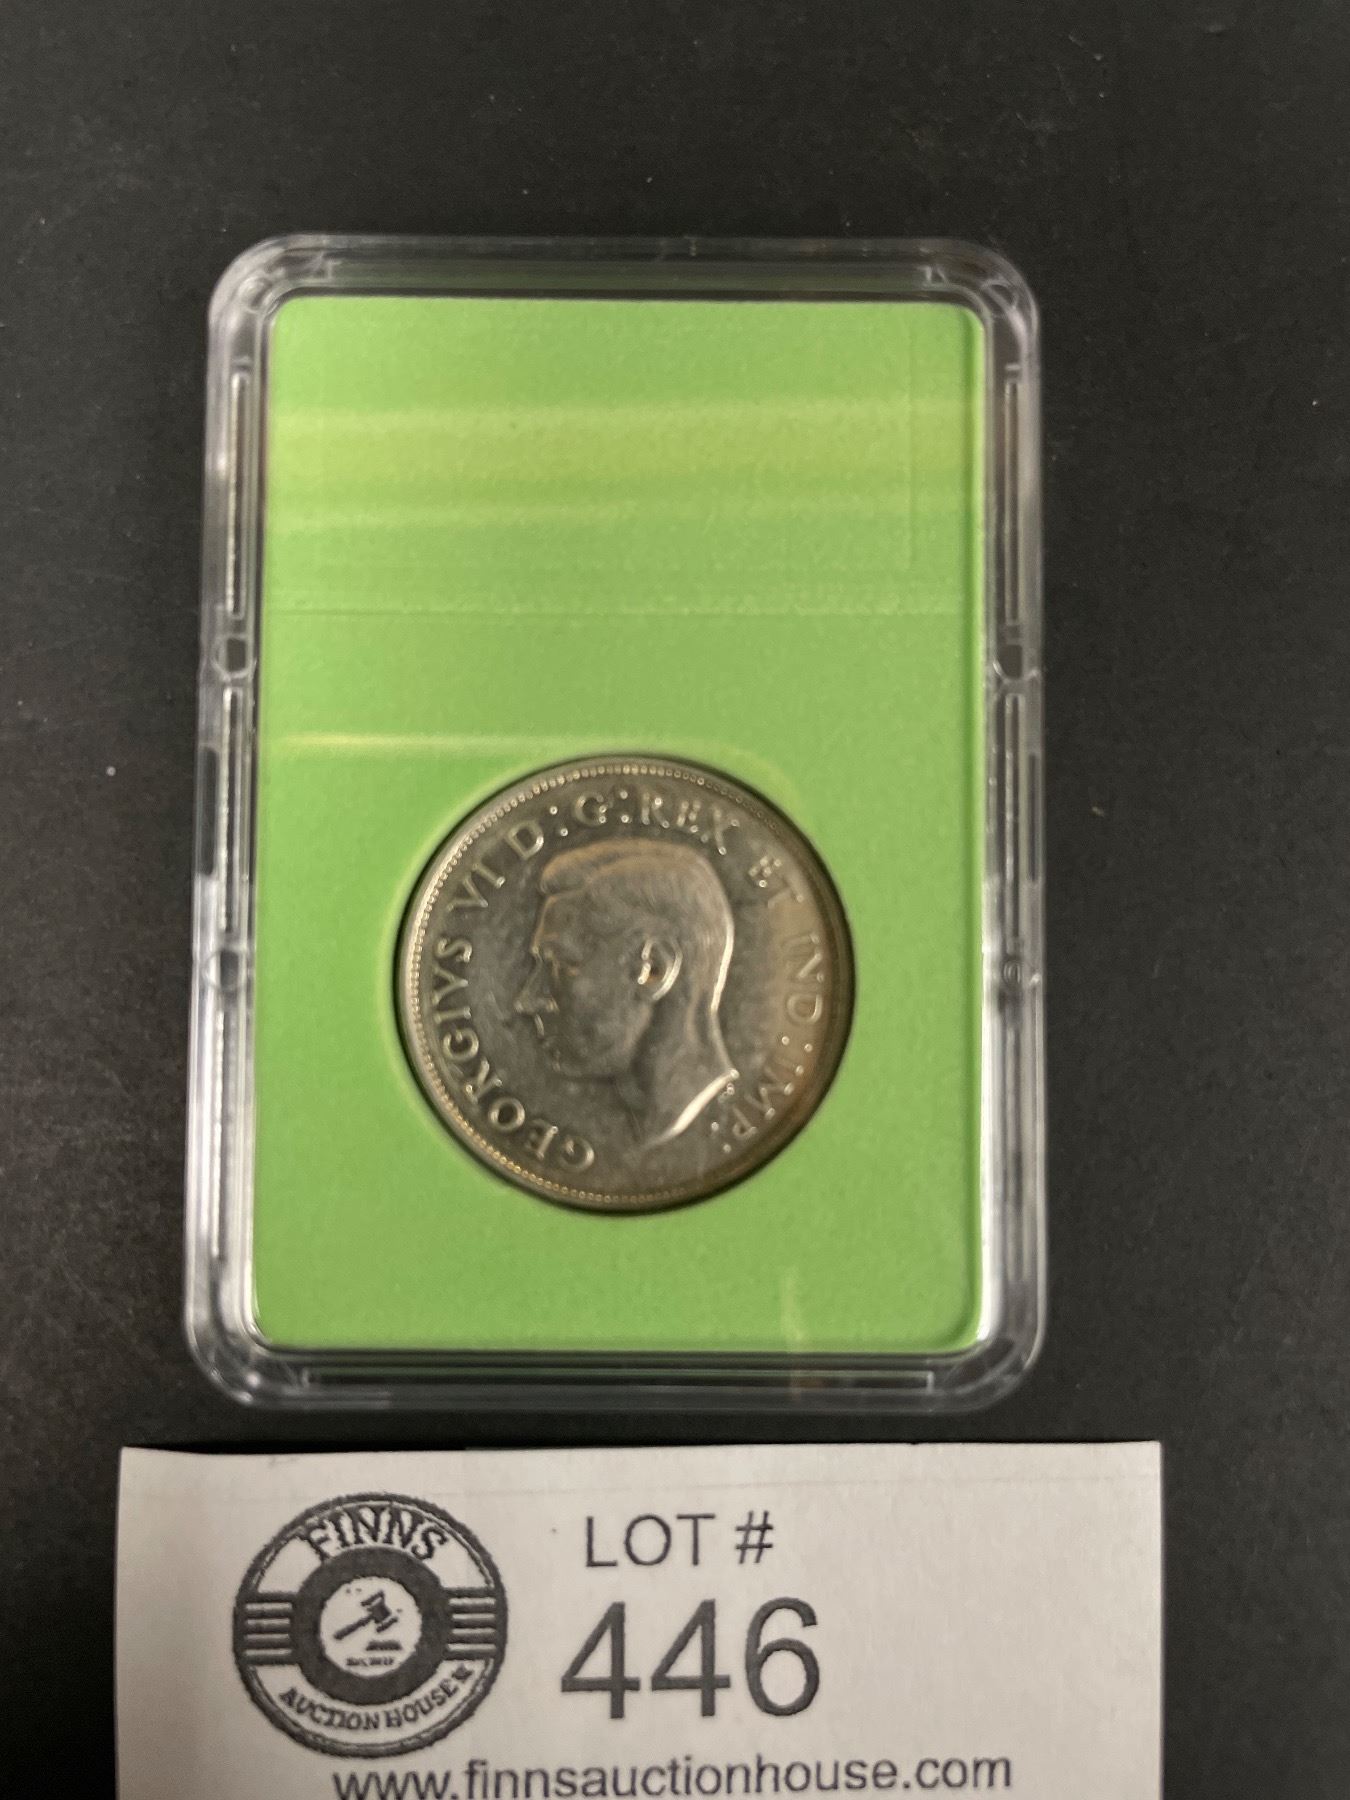 GEORGIVS VI D:G:REX ET IND:IMP:
FINNS
AUCTION HOUSE
LOT #
446
www.finnsauctionhouse.com